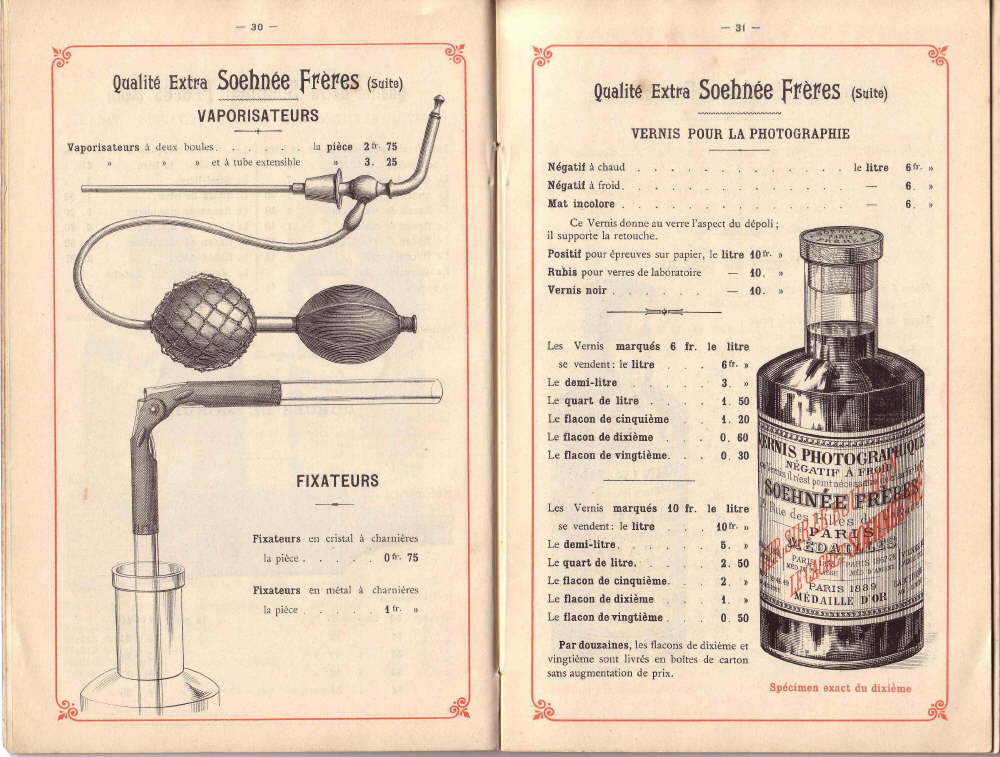 — 30 —
Qualité Extra Soehnée Frères (Suite)
VAPORISATEURS
Vaporisateurs à deux boules. . . . . . la pièce 2 fr. 75
» » » et à tube extensible » 3. 25
FIXATEURS
Fixateurs en cristal à charnières
la pièce . . . . . 0 fr. 75
Fixateurs en métal à charnières
la pièce . . . . . 1 fr. »
— 31 —
Qualité Extra Soehnée Frères (Suite)
VERNIS POUR LA PHOTOGRAPHIE
Négatif à chaud . . . . . . . . . . . . le litre 6 fr. »
Négatif à froid. . . . . . . . . . . . . — 6. »
Mat incolore . . . . . . . . . . . . . — 6. »
Ce Vernis donne au verre l'aspect du dépoli ;
il supporte la retouche.
Positif pour épreuves sur papier, le litre 10 fr. »
Rubis pour verres de laboratoire — 10. »
Vernis noir . . . . . . — 10. »
Les Vernis marqués 6 fr. le litre
se vendent : le litre . . . 6 fr. »
Le demi-litre . . . 3. »
Le quart de litre . . . . 1. 50
Le flacon de cinquième . 1. 20
Le flacon de dixième . . . 0. 60
Le flacon de vingtième. . . 0. 30
Les Vernis marqués 10 fr. le litre
se vendent : le litre . . . 10 fr. »
Le demi-litre. . . . . . 5. »
Le quart de litre. . . . . 2. 50
Le flacon de cinquième. . . 2. »
Le flacon de dixième . . . 1. »
Le flacon de vingtième . . . 0. 50
Par douzaines, les flacons de dixième et
vingtième sont livrés en boîtes de carton
sans augmentation de prix.
SOEHNÉE
PARIS
FRÈRES
VERNIS PHOTOGRAPHIQUE
NÉGATIF A FROID
SOEHNÉE FRÈRES
Rue des Filles du
PARIS
MÉDAILLES
PARIS 1889
MÉDAILLE D'OR
Spécimen exact du dixième